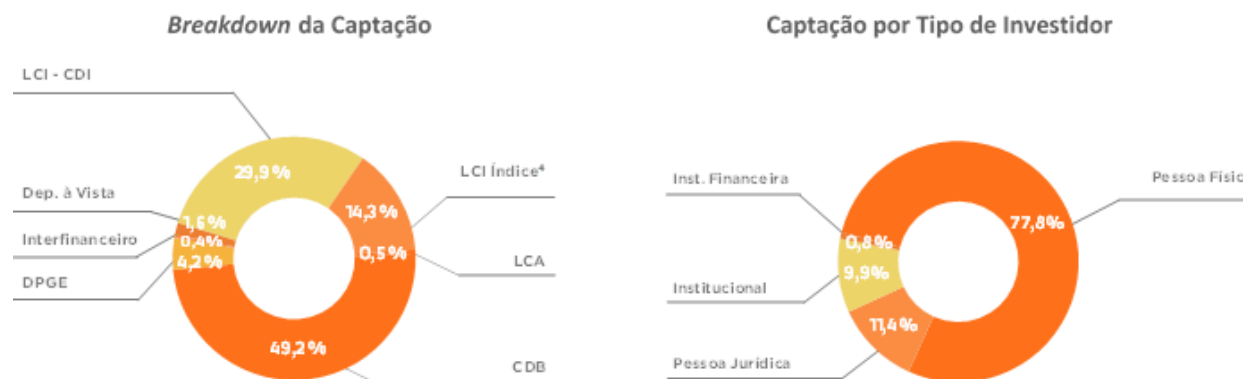 Breakdown da Captação
LCI - CDI
29,9%
LCI Índice⁴
14,3%
Dep. à Vista
1,6%
Interfinanceiro
0,4%
0,5%
LCA
DPGE
4,2%
49,2%
CDB
Captação por Tipo de Investidor
Inst. Financeira
Pessoa Físic
77,8%
0,8%
Institucional
9,9%
11,4%
Pessoa Jurídica